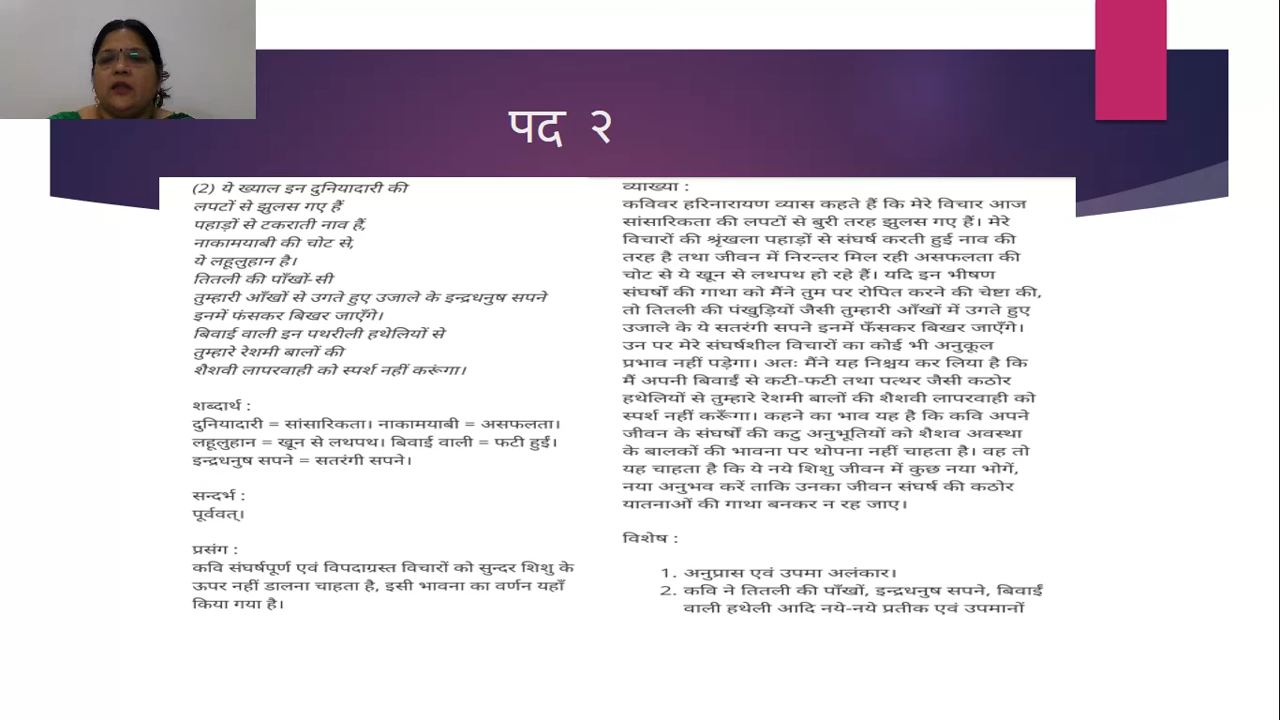 पद २
(2) ये ख्याल इन दुनियादारी की
लपटों से झुलस गए हैं
पहाड़ों से टकराती नाव हैं,
नाकामयाबी की चोट से,
ये लहूलुहान है।
तितली की पाँखों-सी
तुम्हारी आँखों से उगते हुए उजाले के इन्द्रधनुष सपने
इनमें फंसकर बिखर जाएँगे।
बिवाई वाली इन पथरीली हथेलियों से
तुम्हारे रेशमी बालों की
शैशवी लापरवाही को स्पर्श नहीं करूंगा।
शब्दार्थ :
दुनियादारी = सांसारिकता। नाकामयाबी = असफलता।
लहूलुहान = खून से लथपथ। बिवाई वाली = फटी हुई।
इन्द्रधनुष सपने = सतरंगी सपने।
सन्दर्भ :
पूर्ववत्।
प्रसंग :
कवि संघर्षपूर्ण एवं विपदाग्रस्त विचारों को सुन्दर शिशु के
ऊपर नहीं डालना चाहता है, इसी भावना का वर्णन यहाँ
किया गया है।
व्याख्या :
कविवर हरिनारायण व्यास कहते हैं कि मेरे विचार आज
सांसारिकता की लपटों से बुरी तरह झुलस गए हैं। मेरे
विचारों की श्रृंखला पहाड़ों से संघर्ष करती हुई नाव की
तरह है तथा जीवन में निरन्तर मिल रही असफलता की
चोट से ये खून से लथपथ हो रहे हैं। यदि इन भीषण
संघर्षों की गाथा को मैंने तुम पर रोपित करने की चेष्टा की,
तो तितली की पंखुड़ियों जैसी तुम्हारी आँखों में उगते हुए
उजाले के ये सतरंगी सपने इनमें फँसकर बिखर जाएँगे।
उन पर मेरे संघर्षशील विचारों का कोई भी अनुकूल
प्रभाव नहीं पड़ेगा। अतः मैंने यह निश्चय कर लिया है कि
मैं अपनी बिवाईं से कटी-फटी तथा पत्थर जैसी कठोर
हथेलियों से तुम्हारे रेशमी बालों की शैशवी लापरवाही को
स्पर्श नहीं करूँगा। कहने का भाव यह है कि कवि अपने
जीवन के संघर्षों की कटु अनुभूतियों को शैशव अवस्था
के बालकों की भावना पर थोपना नहीं चाहता है। वह तो
यह चाहता है कि ये नये शिशु जीवन में कुछ नया भोगें,
नया अनुभव करें ताकि उनका जीवन संघर्ष की कठोर
यातनाओं की गाथा बनकर न रह जाए।
विशेष :
1. अनुप्रास एवं उपमा अलंकार।
2. कवि ने तितली की पाँखों, इन्द्रधनुष सपने, बिवाईं
वाली हथेली आदि नये-नये प्रतीक एवं उपमानों